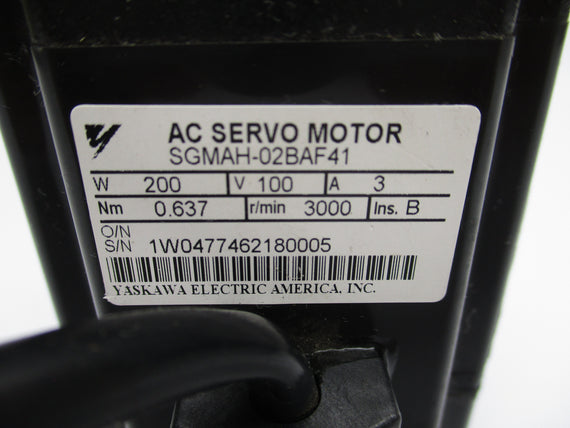 AC SERVO MOTOR
SGMAH-02BAF41
W 200 V 100 A 3
Nm 0.637 r/min 3000 Ins. B
O/N
S/N 1W0477462180005
YASKAWA ELECTRIC AMERICA, INC.